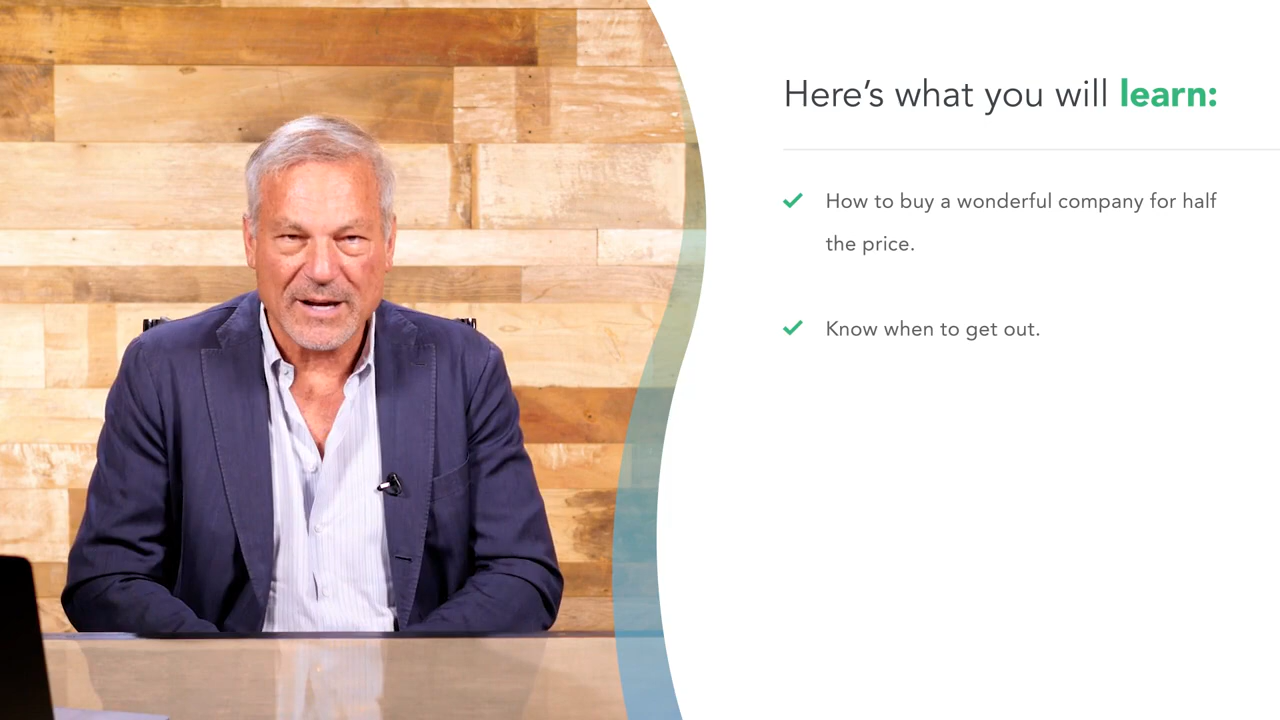 Here’s what you will learn:
How to buy a wonderful company for half
the price.
Know when to get out.